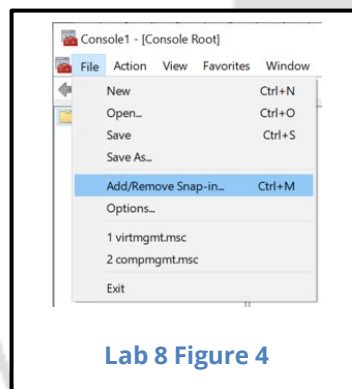 Console1 - [Console Root]
File Action View Favorites Window
New Ctrl+N
Open... Ctrl+O
Save Ctrl+S
Save As...
Add/Remove Snap-in... Ctrl+M
Options...
1 virtmgmt.msc
2 compmgmt.msc
Exit
Lab 8 Figure 4